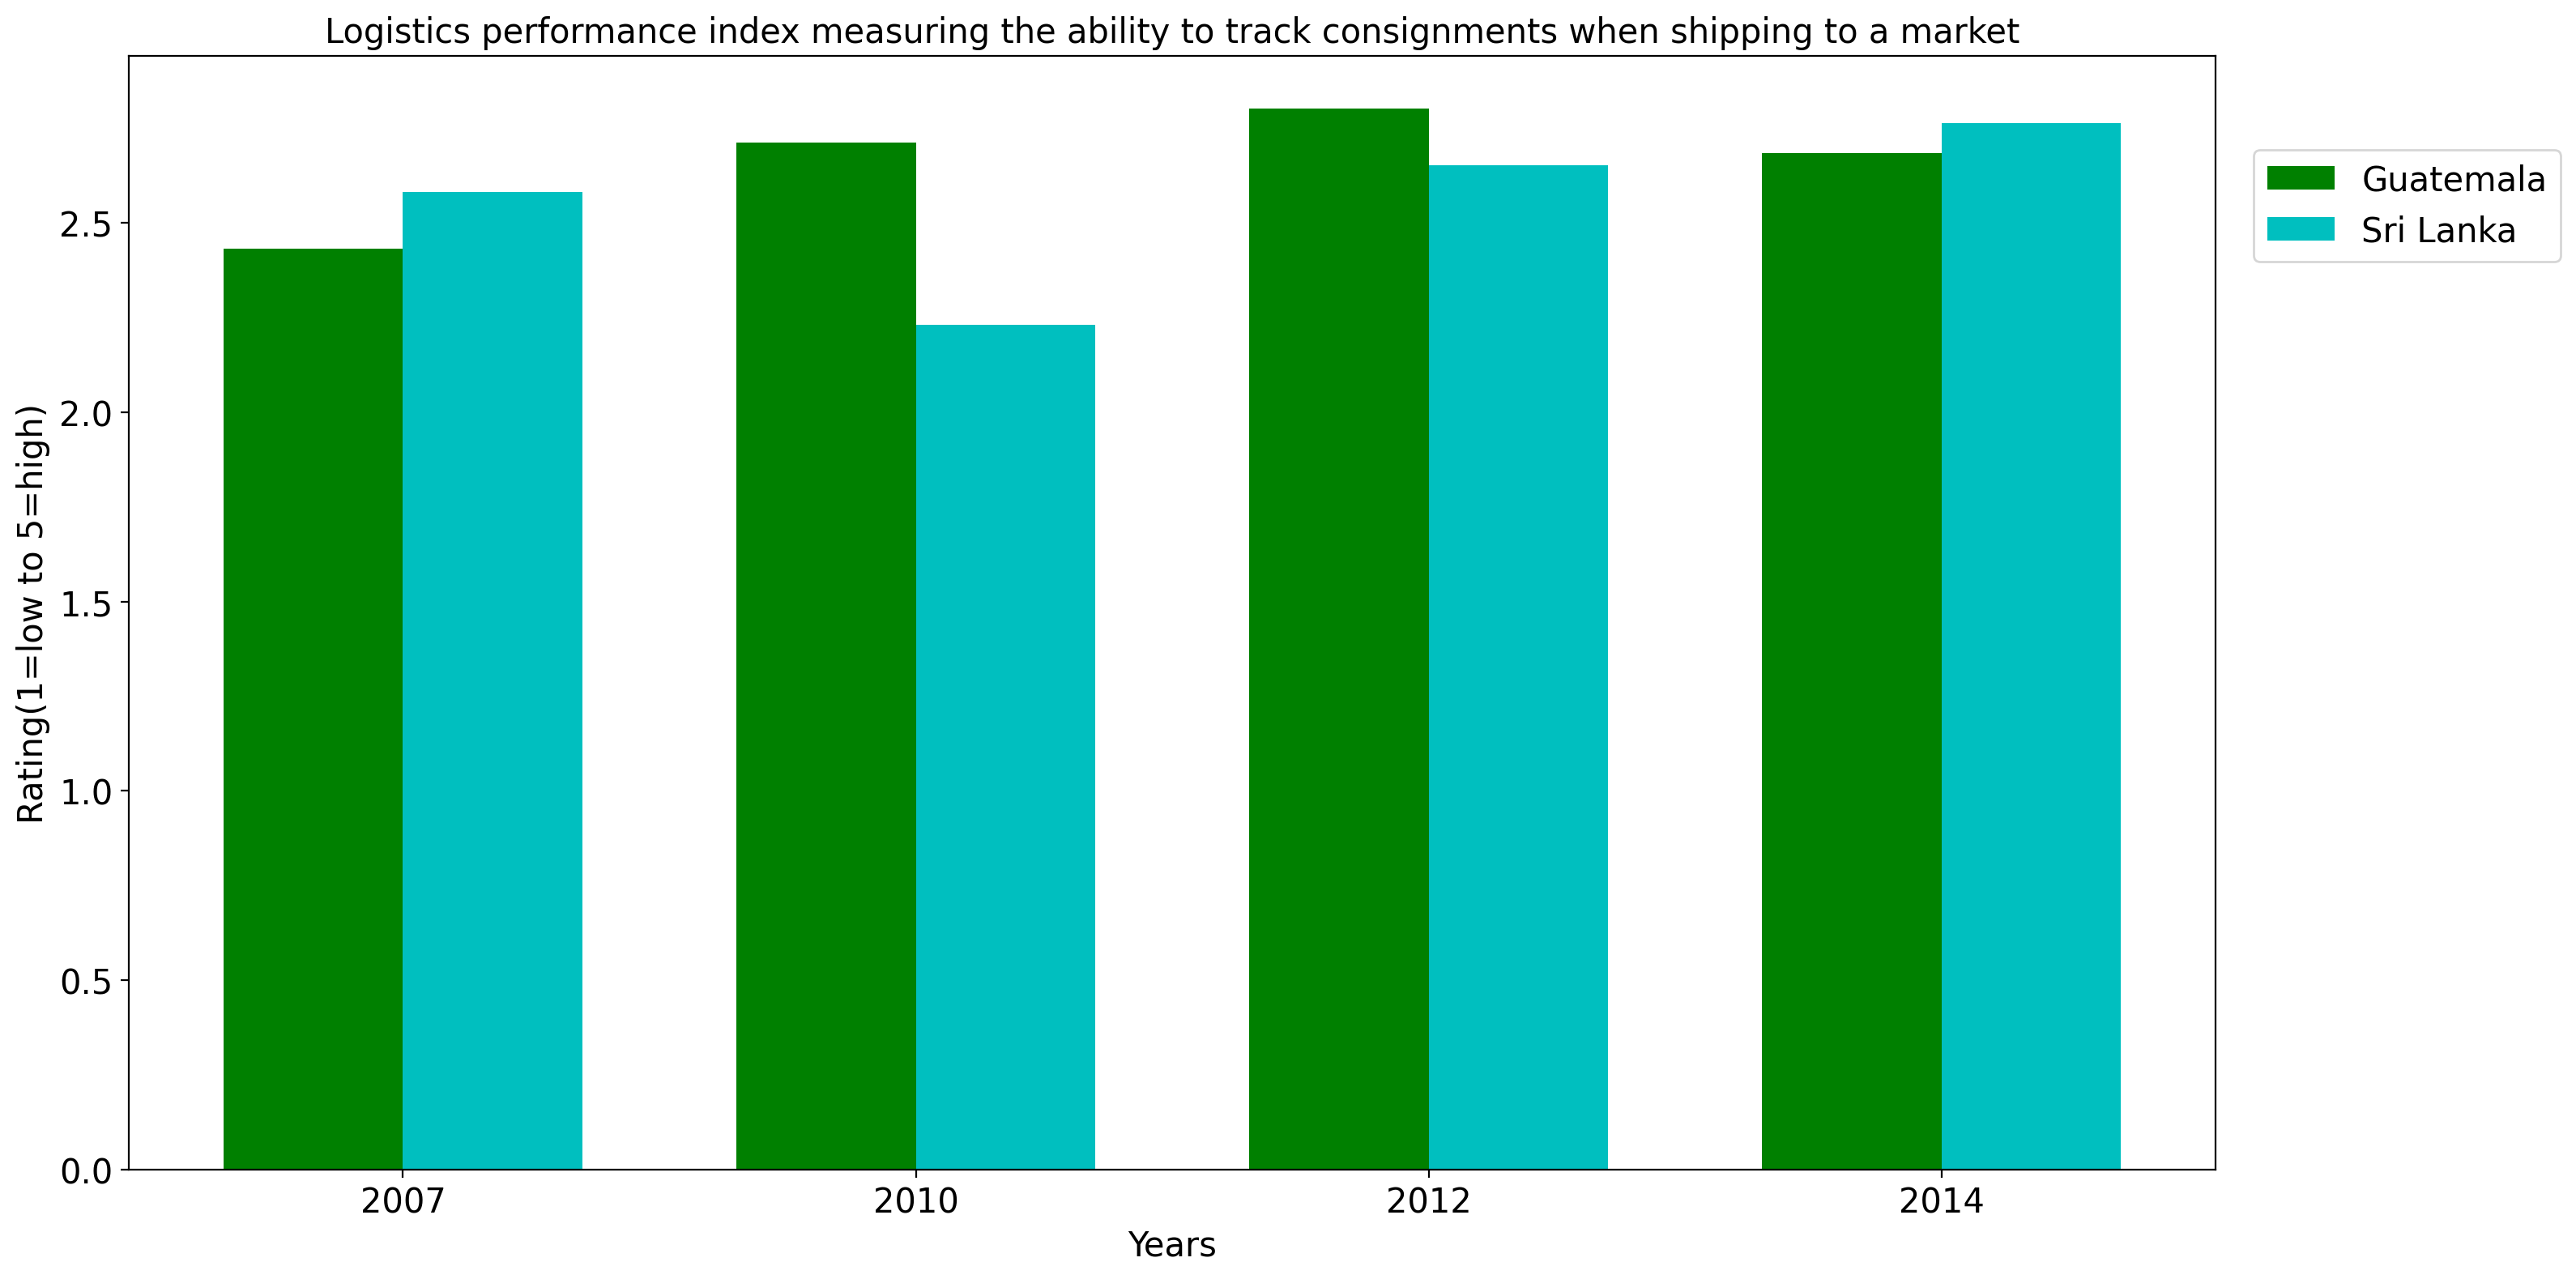 Logistics performance index measuring the ability to track consignments when shipping to a market
Rating(1=low to 5=high)
2.5
2.0
1.5
1.0
0.5
0.0
2007
2010
2012
2014
Years
Guatemala
Sri Lanka